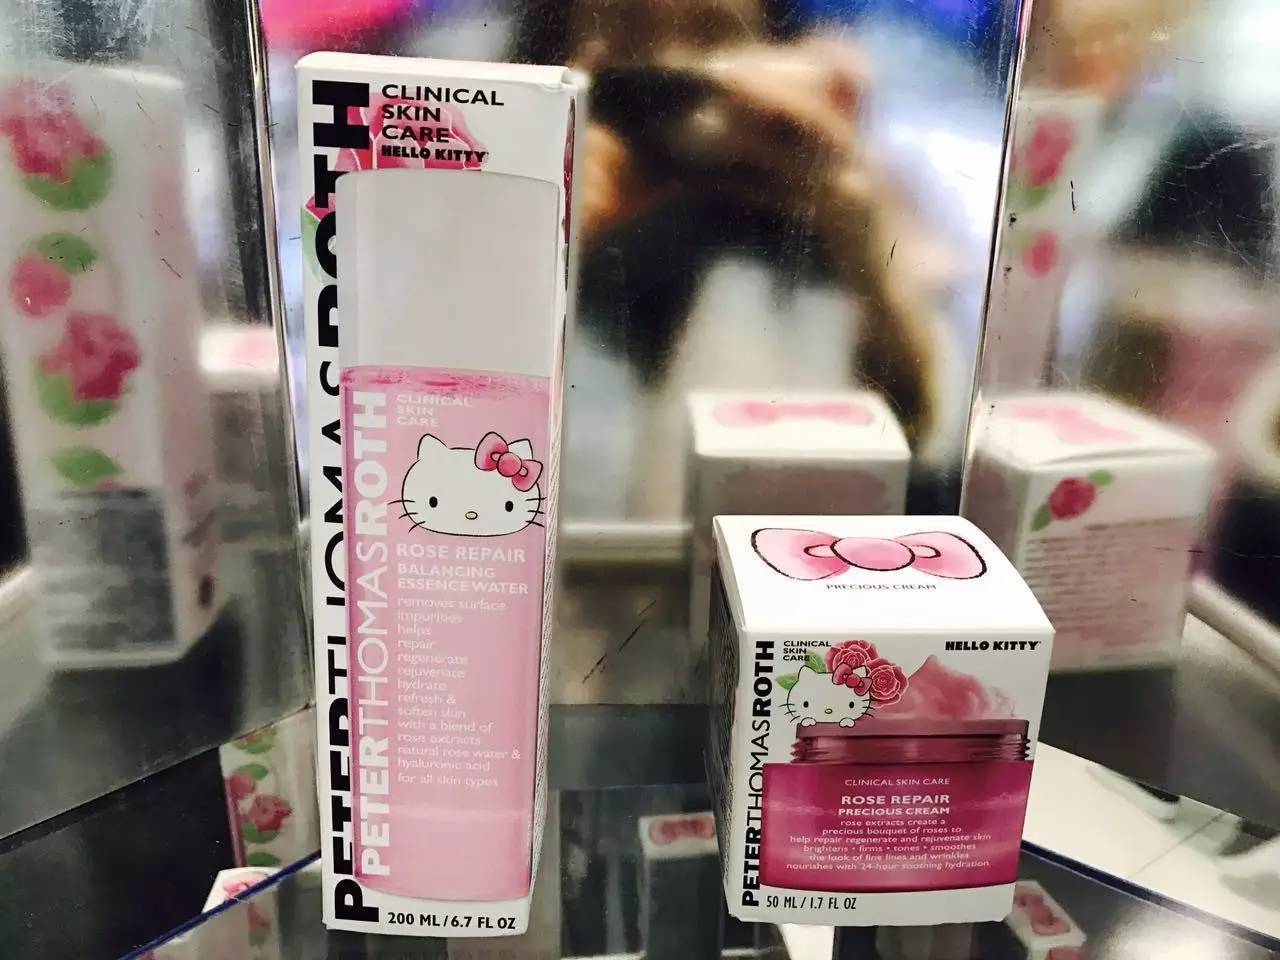 PETER THOMAS ROTH
CLINICAL
SKIN
CARE
HELLO KITTY
CLINICAL
SKIN
CARE
PETERTHOMASROTH
ROSE REPAIR
BALANCING
ESSENCE WATER
removes surface
impurities
helps
repair
regenerate
rejuvenate
hydrate
refresh &
soften skin
with a blend of
rose extracts
natural rose water &
hyaluronic acid
for all skin types
200 ML / 6.7 FL OZ
PRECIOUS CREAM
PETERTHOMASROTH
CLINICAL
SKIN
CARE
HELLO KITTY
CLINICAL SKIN CARE
ROSE REPAIR
PRECIOUS CREAM
rose extracts create a
precious bouquet of roses to
help repair regenerate and rejuvenate skin
brightens • firms • tones • smoothes
the look of fine lines and wrinkles
nourishes with 24-hour soothing hydration
50 ML / 1.7 FL OZ